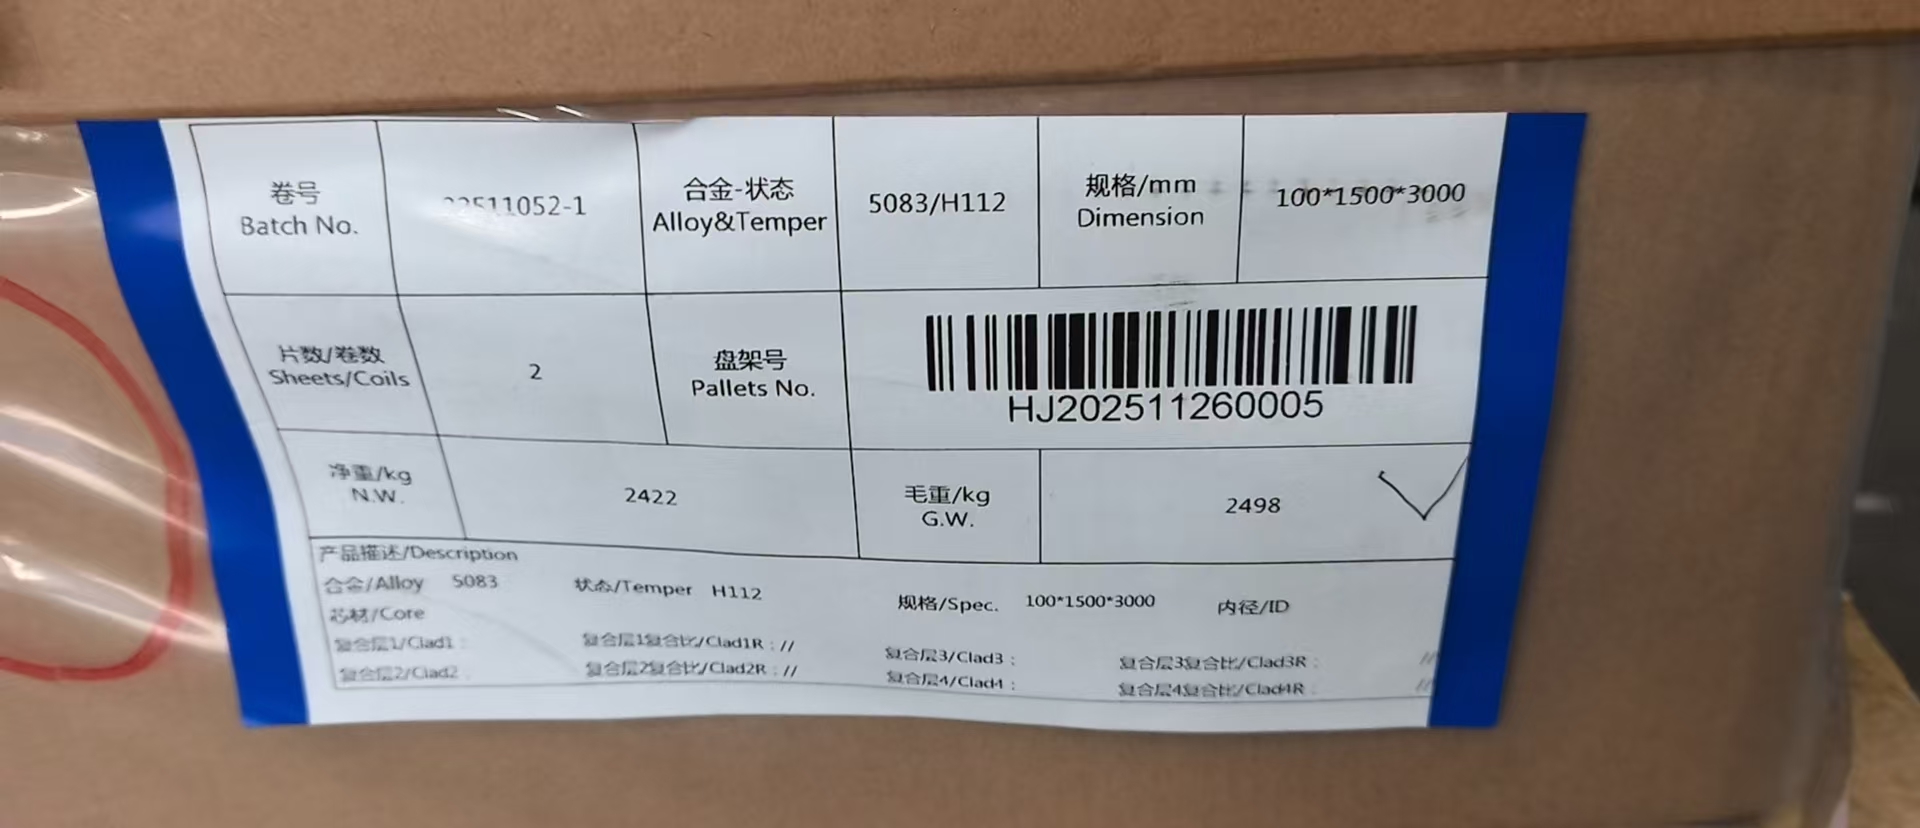 卷号
Batch No.
合金-状态
Alloy&Temper
5083/H112
规格/mm
Dimension
100*1500*3000
片数/卷数
Sheets/Coils
2
盘架号
Pallets No.
HJ202511260005
净重/kg
N.W.
2422
毛重/kg
G.W.
2498
产品描述/Description
合金/Alloy 5083 状态/Temper H112 规格/Spec. 100*1500*3000 内径/ID
芯材/Core
复合层1/Clad1 : 复合层1复合比/Clad1R : // 复合层3/Clad3 : 复合层3复合比/Clad3R : //
复合层2/Clad2 复合层2复合比/Clad2R : // 复合层4/Clad4 : 复合层4复合比/Clad4R //